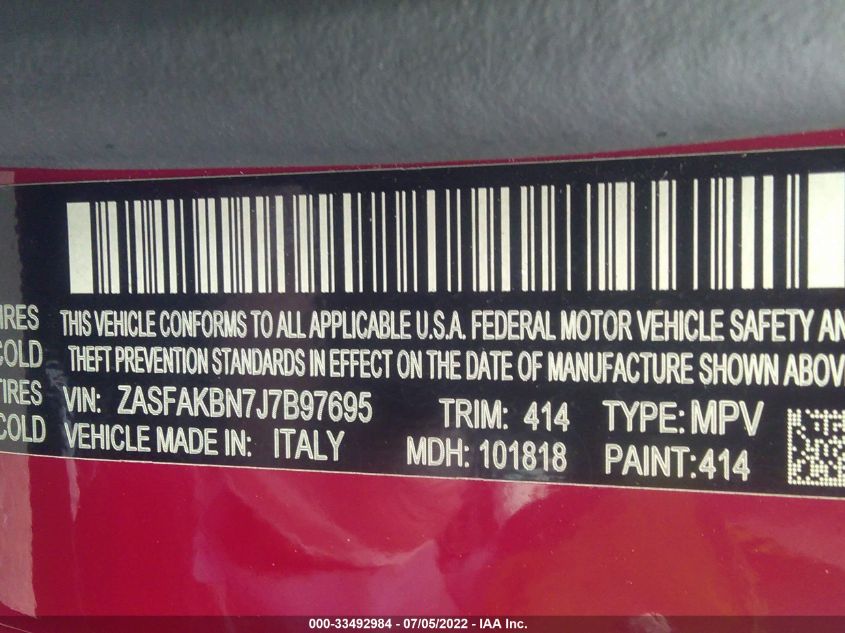 THIS VEHICLE CONFORMS TO ALL APPLICABLE U.S.A. FEDERAL MOTOR VEHICLE SAFETY AN
THEFT PREVENTION STANDARDS IN EFFECT ON THE DATE OF MANUFACTURE SHOWN ABOV
VIN: ZASFAKBN7J7B97695 TRIM: 414 TYPE: MPV
VEHICLE MADE IN: ITALY MDH: 101818 PAINT:414
IRES
COLD
TIRES
COLD
000-33492984 - 07/05/2022 - IAA Inc.